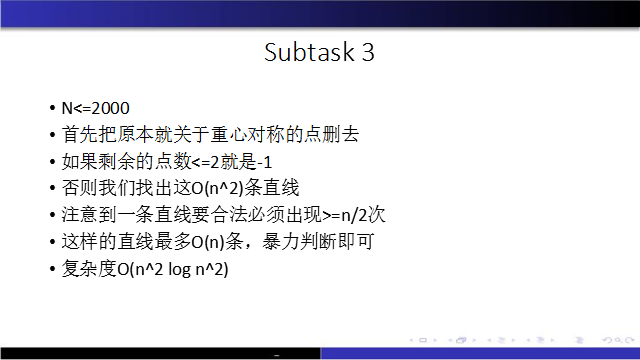 Subtask 3
• N<=2000
• 首先把原本就关于重心对称的点删去
• 如果剩余的点数<=2就是-1
• 否则我们找出这O(n^2)条直线
• 注意到一条直线要合法必须出现>=n/2次
• 这样的直线最多O(n)条，暴力判断即可
• 复杂度O(n^2 log n^2)